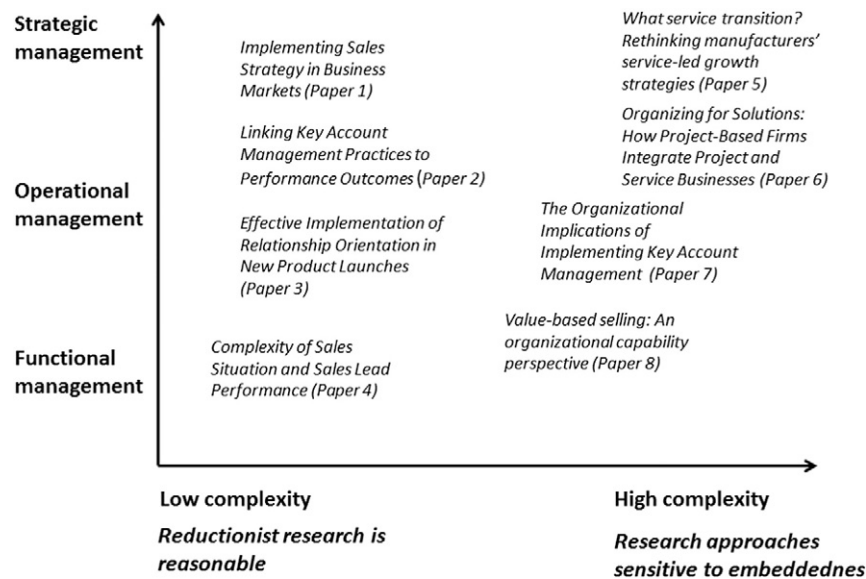 Strategic
management
Implementing Sales
Strategy in Business
Markets (Paper 1)
What service transition?
Rethinking manufacturers’
service-led growth
strategies (Paper 5)
Linking Key Account
Management Practices to
Performance Outcomes (Paper 2)
Organizing for Solutions:
How Project-Based Firms
Integrate Project and
Service Businesses (Paper 6)
Operational
management
Effective Implementation of
Relationship Orientation in
New Product Launches
(Paper 3)
The Organizational
Implications of
Implementing Key Account
Management (Paper 7)
Functional
management
Complexity of Sales
Situation and Sales Lead
Performance (Paper 4)
Value-based selling: An
organizational capability
perspective (Paper 8)
Low complexity
Reductionist research is
reasonable
High complexity
Research approaches
sensitive to embeddednes